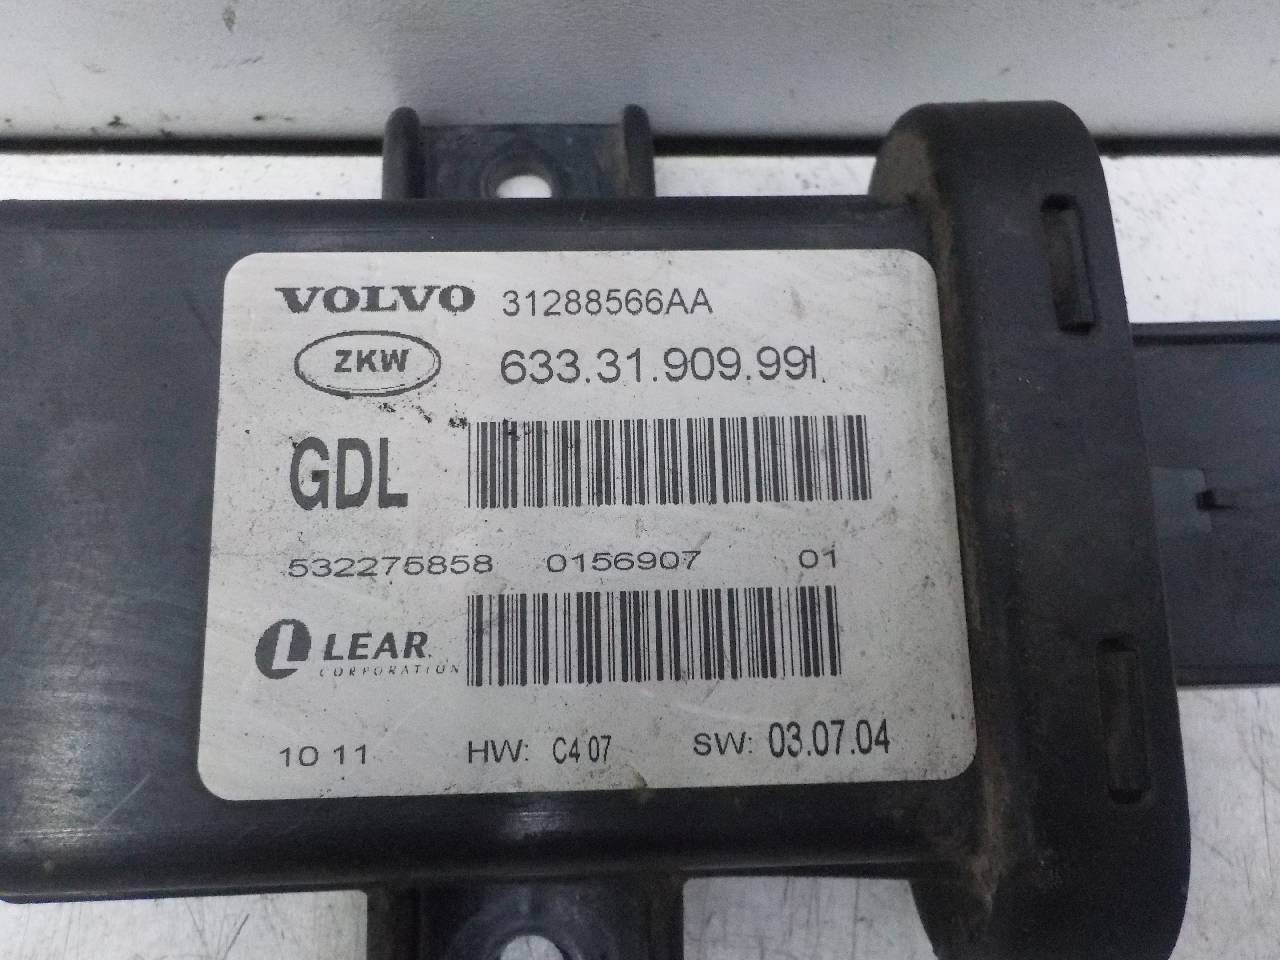 VOLVO 31288566AA
ZKW 633.31.909.99I
GDL
532275858 0156907 01
L LEAR.
CORPORATION
10 11 HW: C4 07 SW: 03.07.04